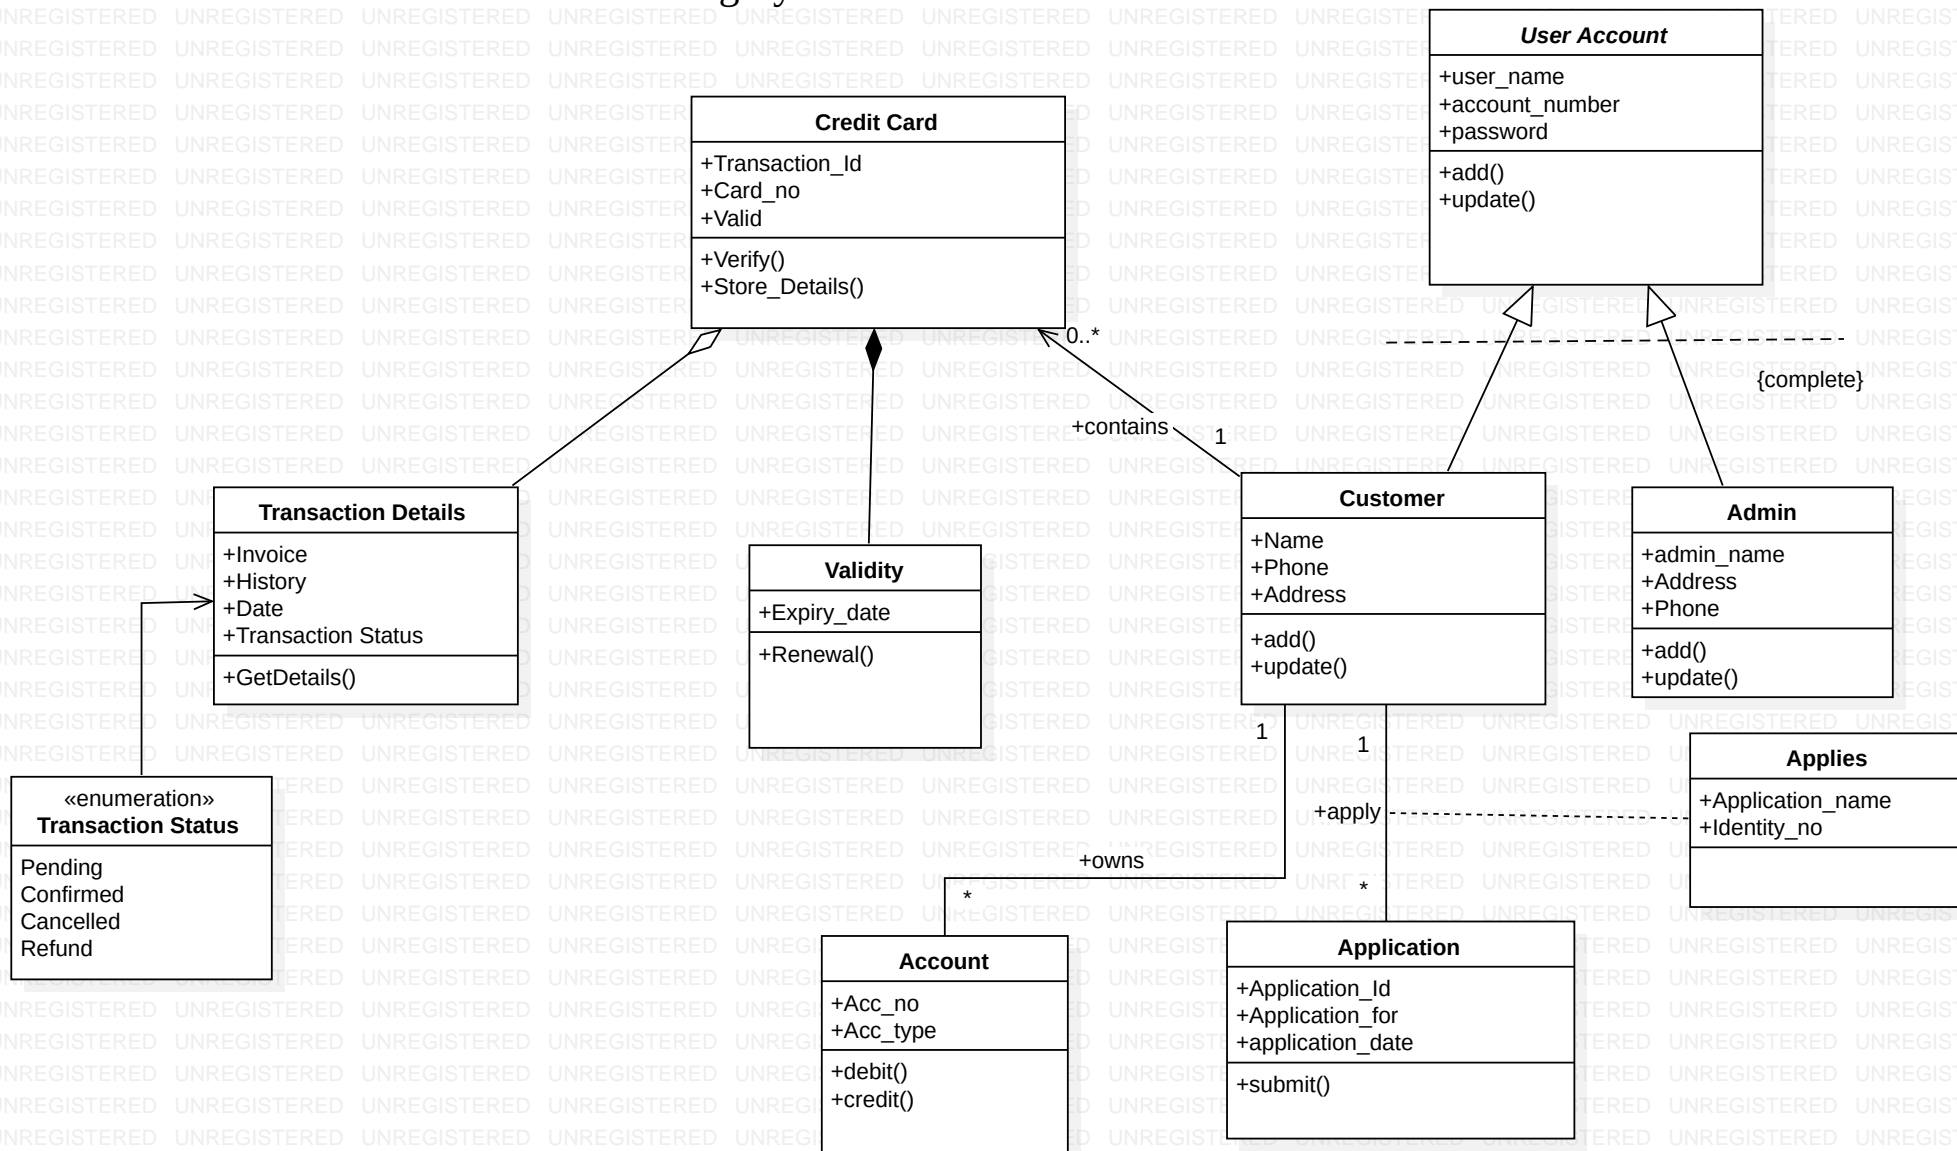 User Account
+user_name
+account_number
+password
+add()
+update()
Credit Card
+Transaction_Id
+Card_no
+Valid
+Verify()
+Store_Details()
0..*
{complete}
+contains
1
Transaction Details
+Invoice
+History
+Date
+Transaction Status
+GetDetails()
Validity
+Expiry_date
+Renewal()
Customer
+Name
+Phone
+Address
+add()
+update()
Admin
+admin_name
+Address
+Phone
+add()
+update()
1
1
+apply
Applies
+Application_name
+Identity_no
«enumeration»
Transaction Status
Pending
Confirmed
Cancelled
Refund
+owns
*
*
Account
+Acc_no
+Acc_type
+debit()
+credit()
Application
+Application_Id
+Application_for
+application_date
+submit()
UNREGISTERED